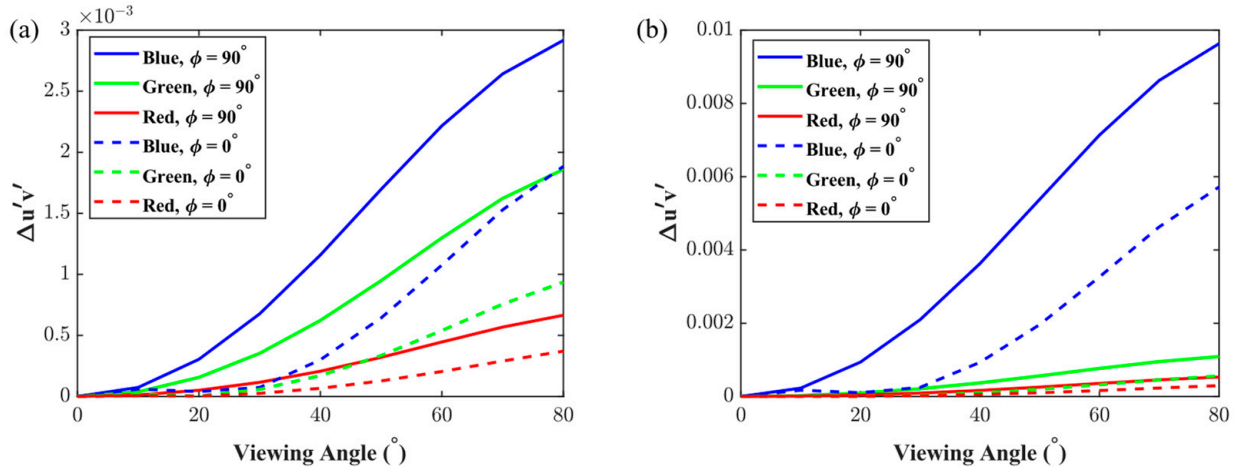 (a)
×10⁻³
3
2.5
2
1.5
1
0.5
0
Δu′v′
Blue, ϕ = 90°
Green, ϕ = 90°
Red, ϕ = 90°
Blue, ϕ = 0°
Green, ϕ = 0°
Red, ϕ = 0°
0 20 40 60 80
Viewing Angle (°)
(b)
0.01
0.008
0.006
0.004
0.002
0
Δu′v′
Blue, ϕ = 90°
Green, ϕ = 90°
Red, ϕ = 90°
Blue, ϕ = 0°
Green, ϕ = 0°
Red, ϕ = 0°
0 20 40 60 80
Viewing Angle (°)